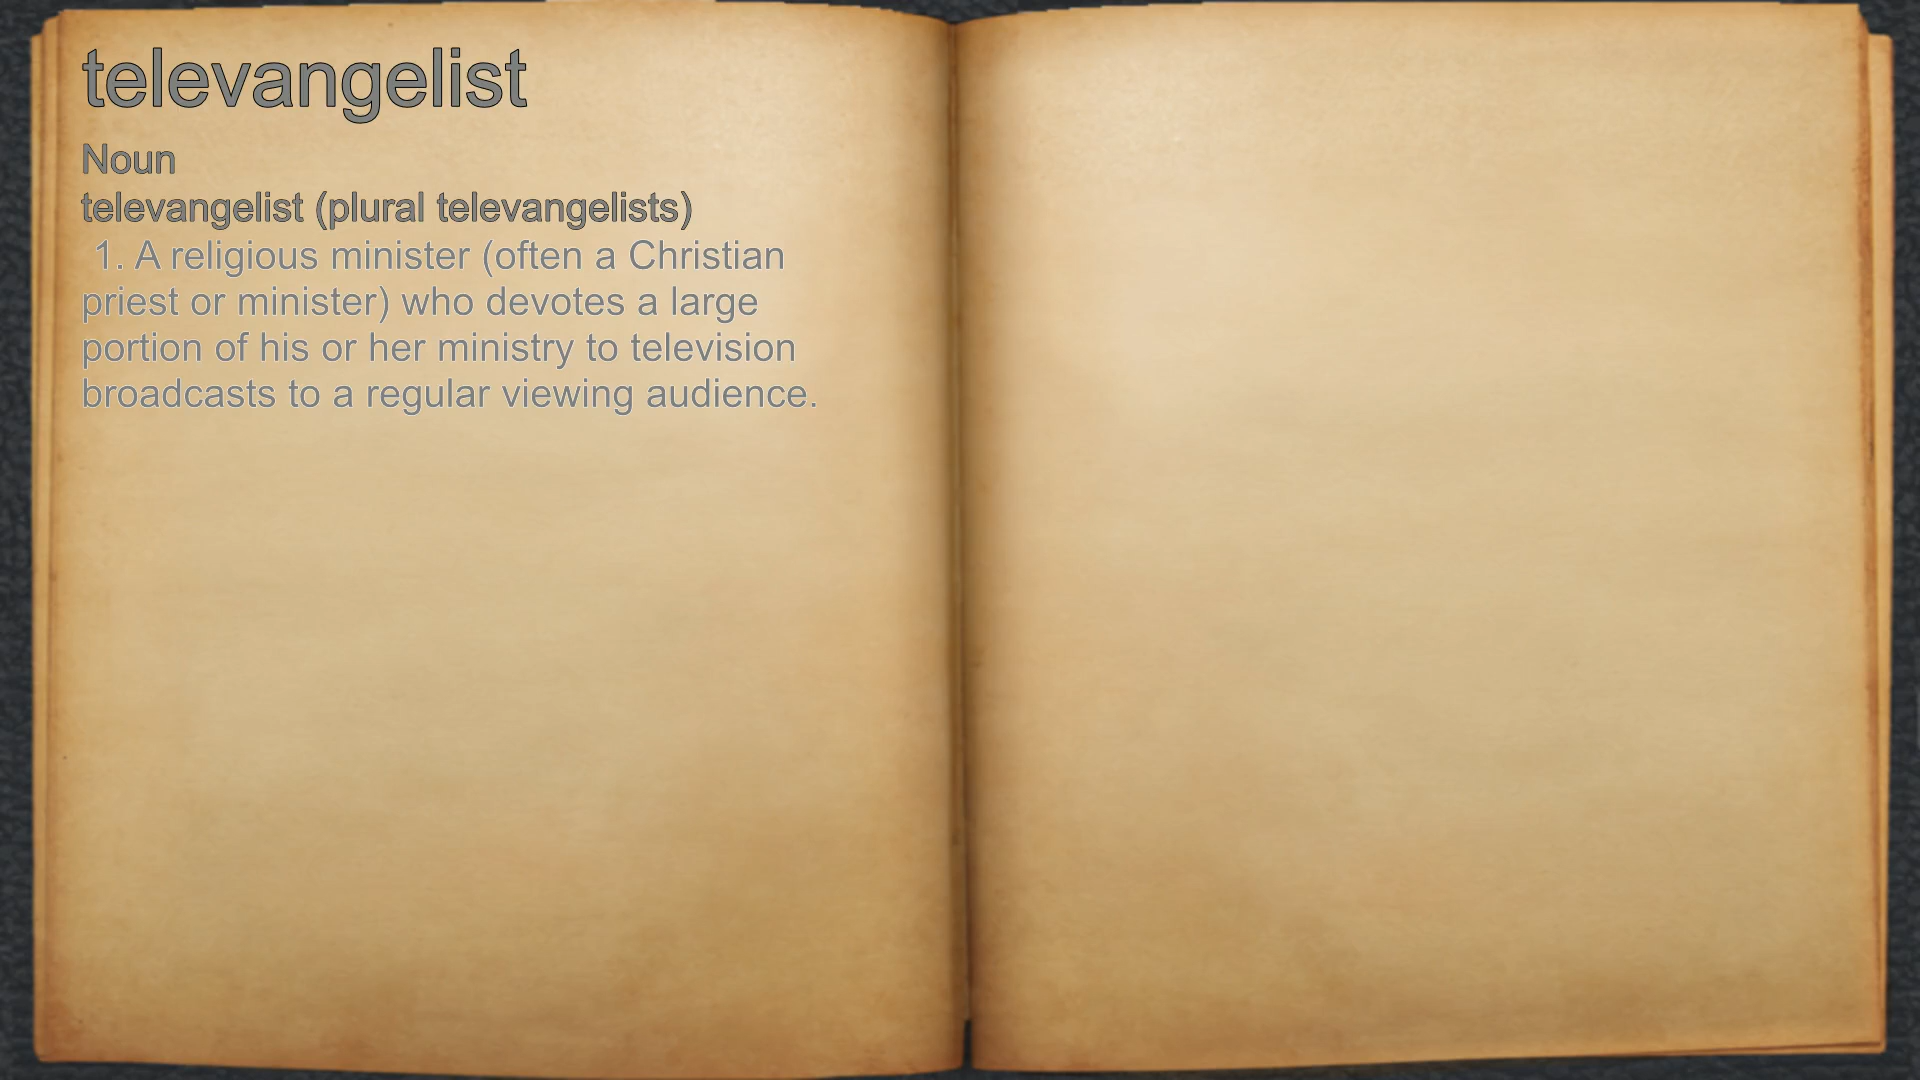 televangelist
Noun
televangelist (plural televangelists)
1. A religious minister (often a Christian
priest or minister) who devotes a large
portion of his or her ministry to television
broadcasts to a regular viewing audience.